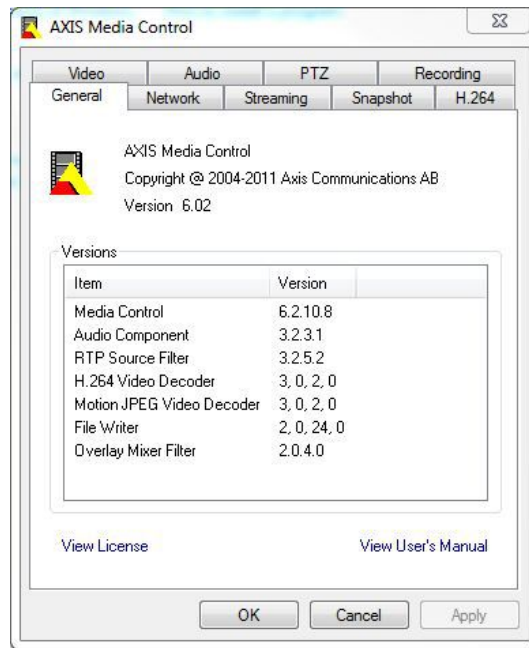 AXIS Media Control
Video Audio PTZ Recording
General Network Streaming Snapshot H.264
AXIS Media Control
Copyright @ 2004-2011 Axis Communications AB
Version 6.02
Versions
Item Version
Media Control 6.2.10.8
Audio Component 3.2.3.1
RTP Source Filter 3.2.5.2
H.264 Video Decoder 3, 0, 2, 0
Motion JPEG Video Decoder 3, 0, 2, 0
File Writer 2, 0, 24, 0
Overlay Mixer Filter 2.0.4.0
View License View User's Manual
OK Cancel Apply